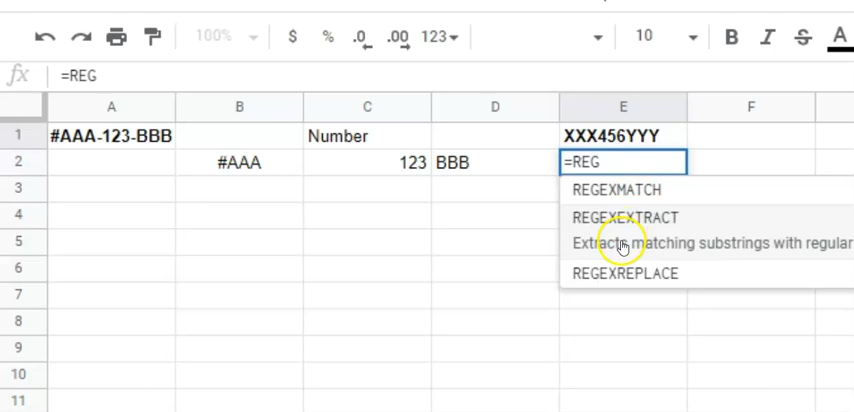 100% $ % .0 .00 123 10 B I S A
fx =REG
A B C D E F
1 #AAA-123-BBB Number XXX456YYY
2 #AAA 123 BBB =REG
3 REGEXMATCH
4 REGEXEXTRACT
5 Extracts matching substrings with regular
6 REGEXREPLACE
7
8
9
10
11